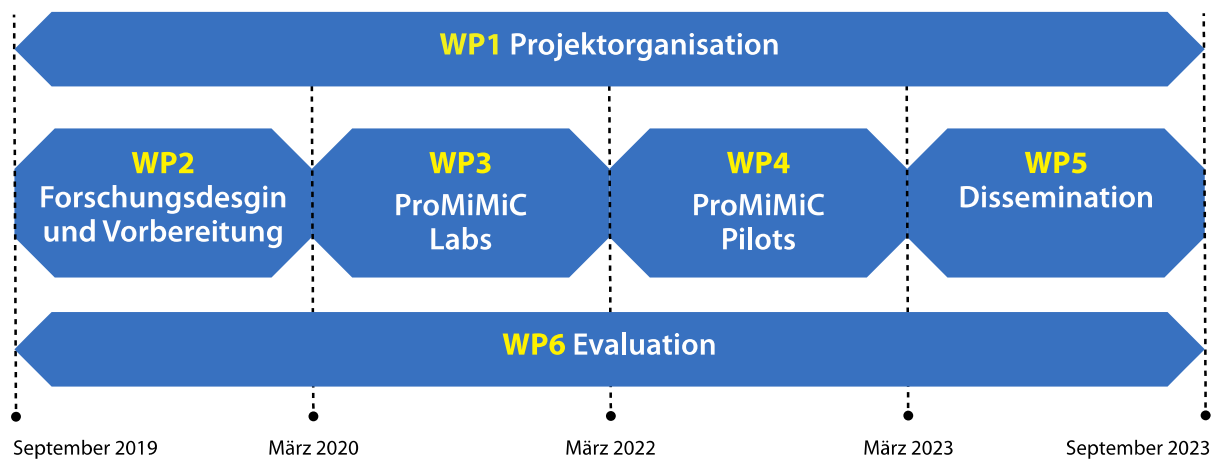 WP1 Projektorganisation
WP2
Forschungsdesgin
und Vorbereitung
WP3
ProMiMiC
Labs
WP4
ProMiMiC
Pilots
WP5
Dissemination
WP6 Evaluation
September 2019
März 2020
März 2022
März 2023
September 2023